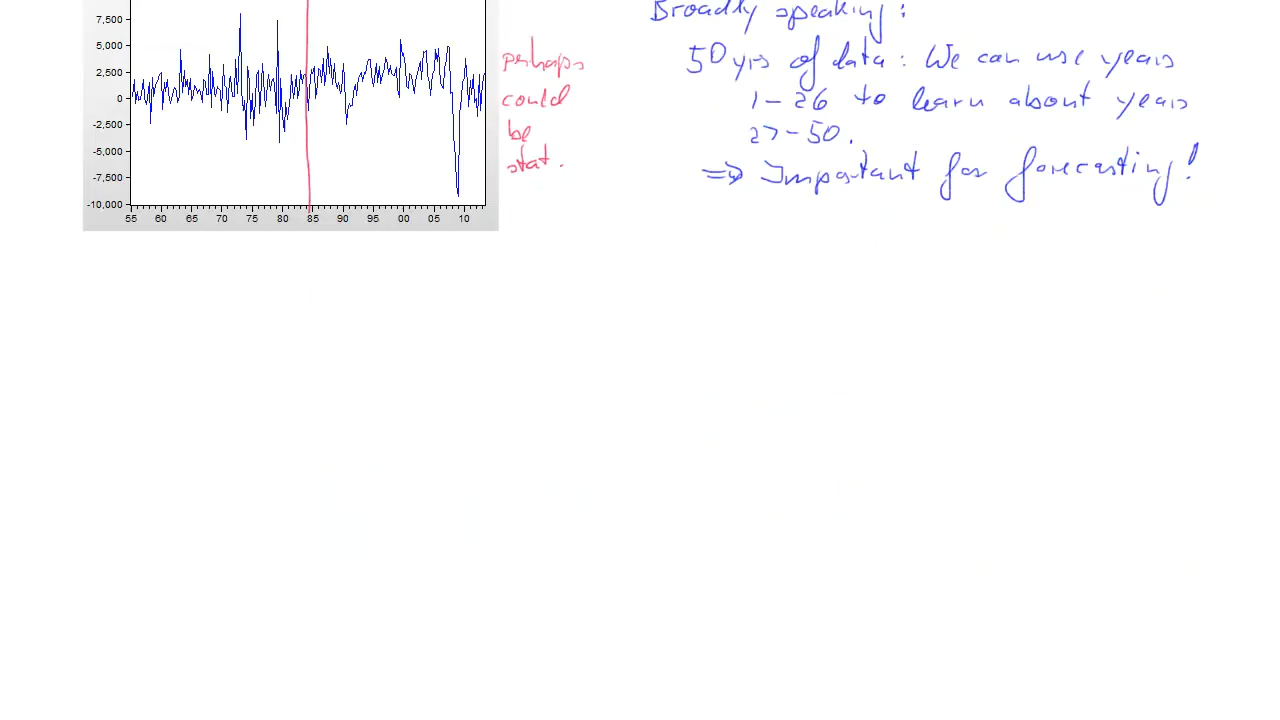 7,500
5,000
2,500
0
-2,500
-5,000
-7,500
-10,000
55 60 65 70 75 80 85 90 95 00 05 10
perhaps
could
be
stat.
Broadly speaking:
50 yrs of data: We can use years
1-26 to learn about years
27-50.
⇒ Important for forecasting!